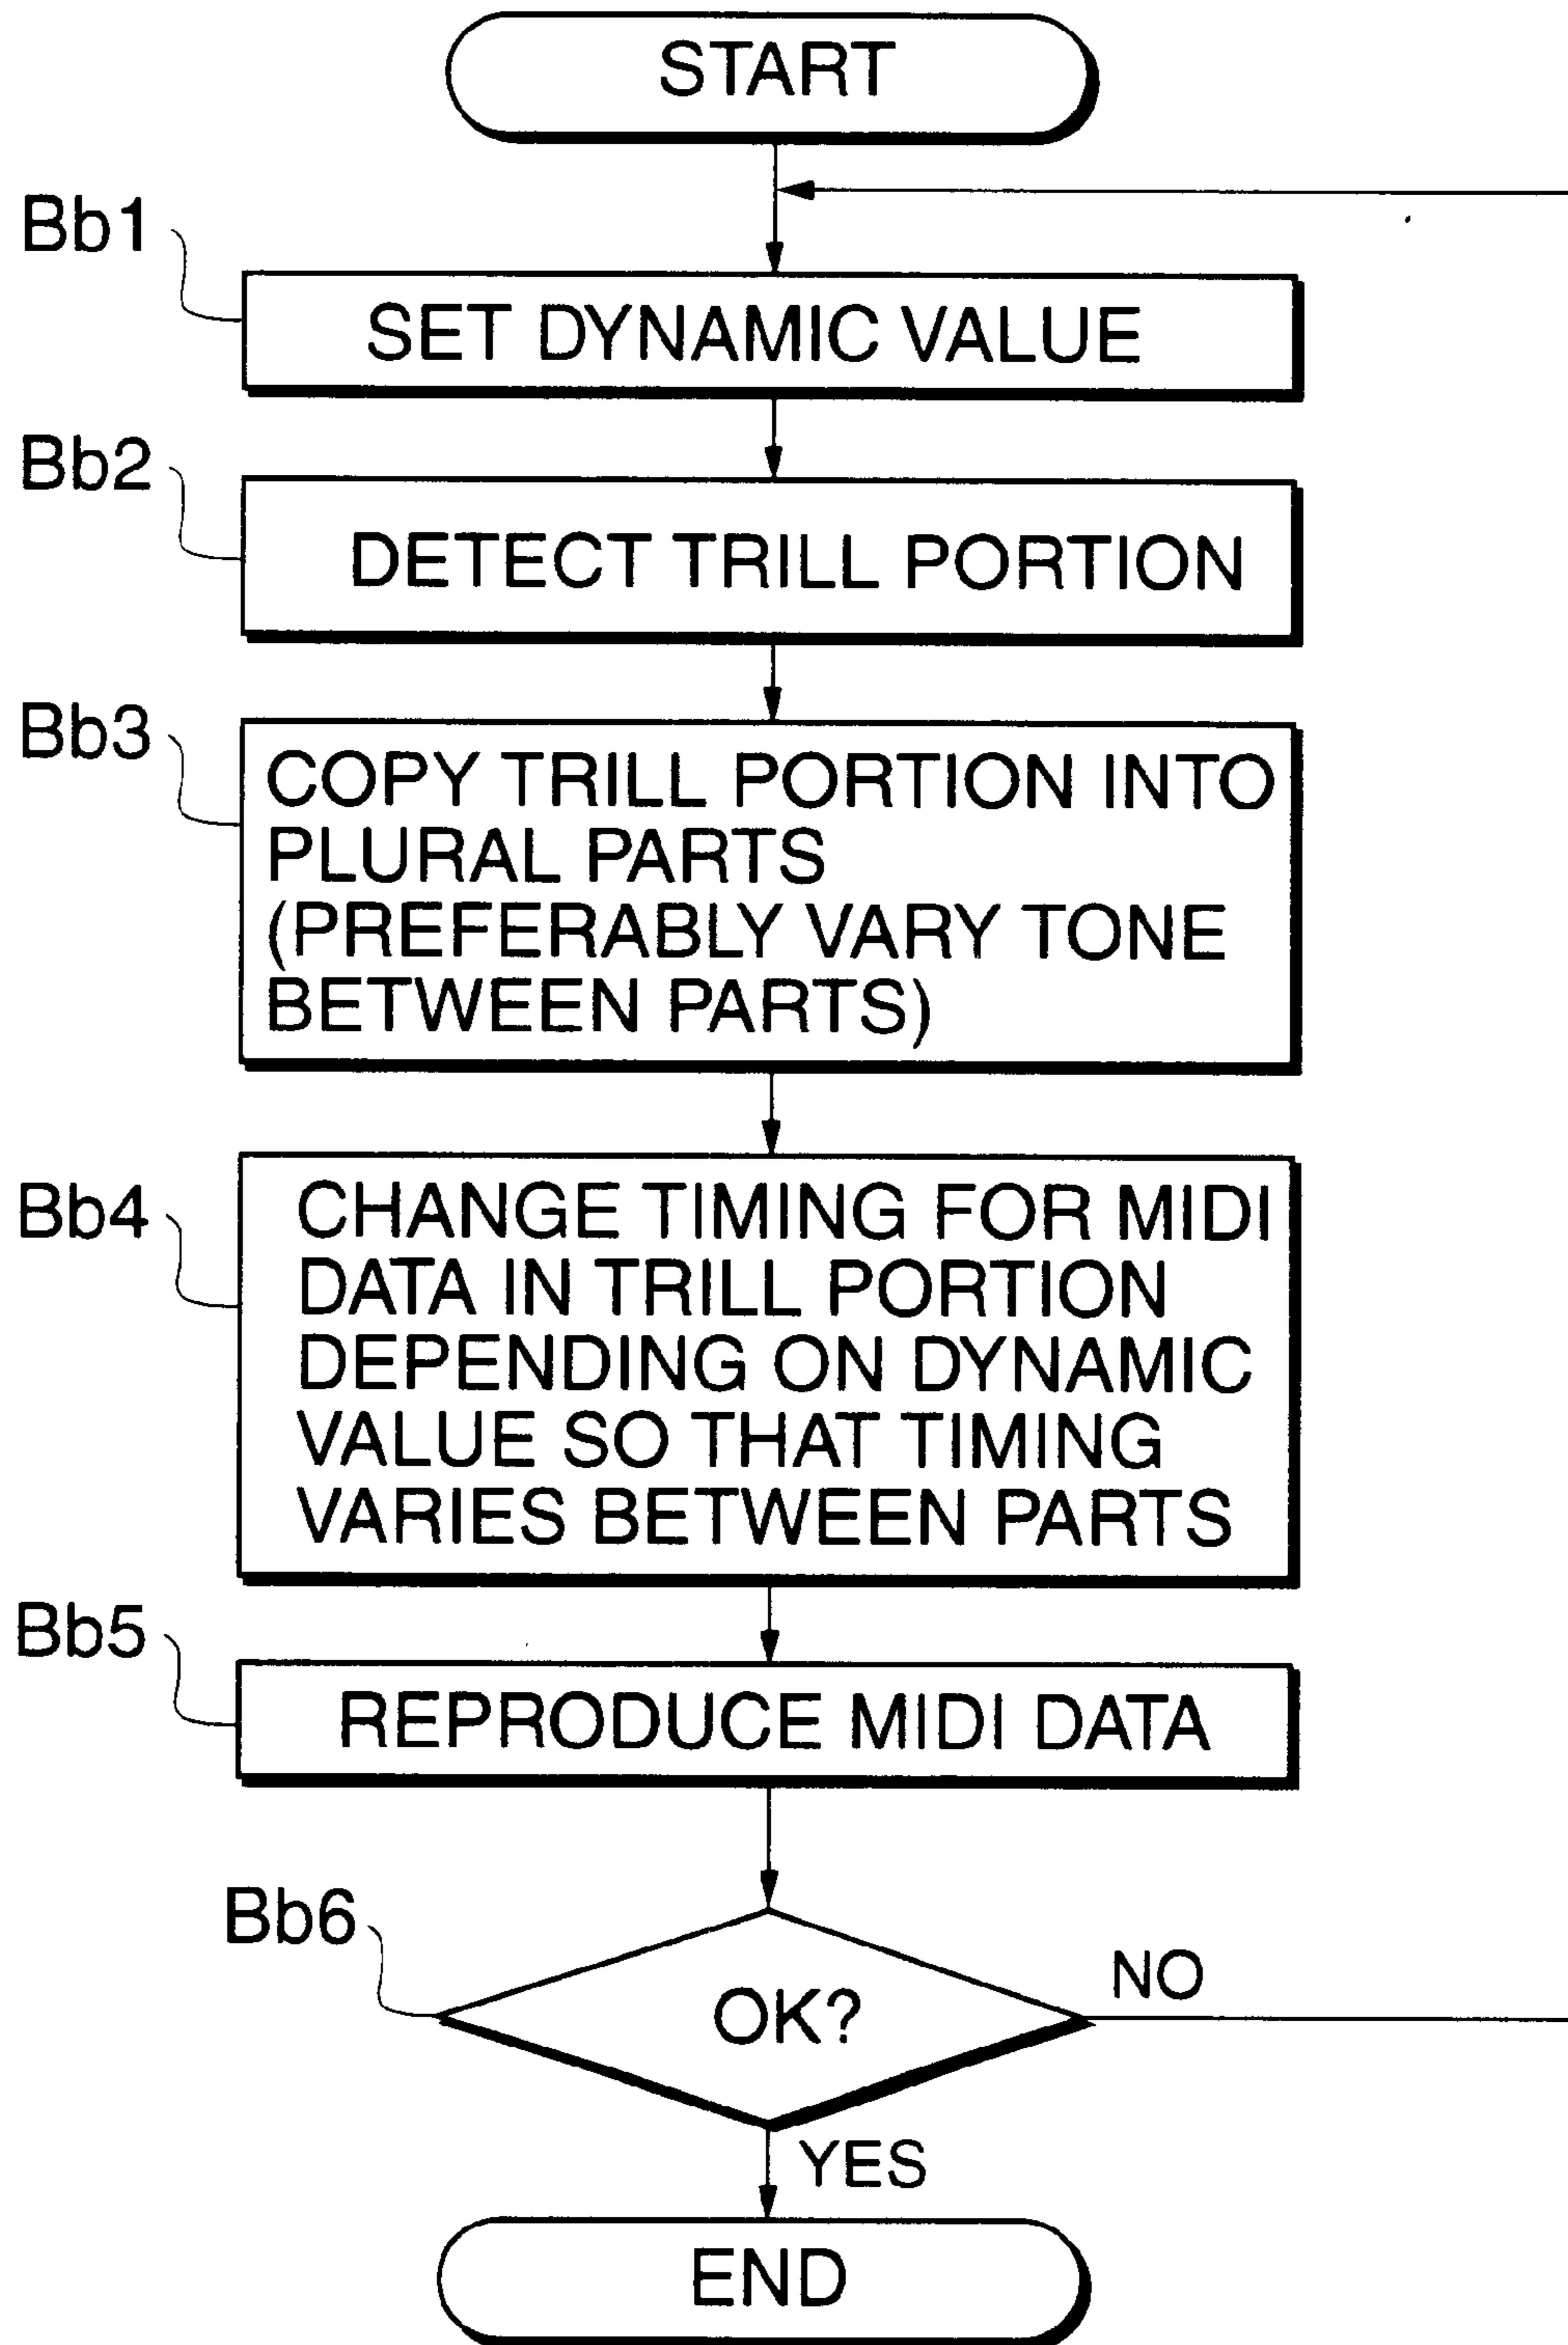 START
Bb1
SET DYNAMIC VALUE
Bb2
DETECT TRILL PORTION
Bb3
COPY TRILL PORTION INTO
PLURAL PARTS
(PREFERABLY VARY TONE
BETWEEN PARTS)
Bb4
CHANGE TIMING FOR MIDI
DATA IN TRILL PORTION
DEPENDING ON DYNAMIC
VALUE SO THAT TIMING
VARIES BETWEEN PARTS
Bb5
REPRODUCE MIDI DATA
Bb6
OK?
NO
YES
END